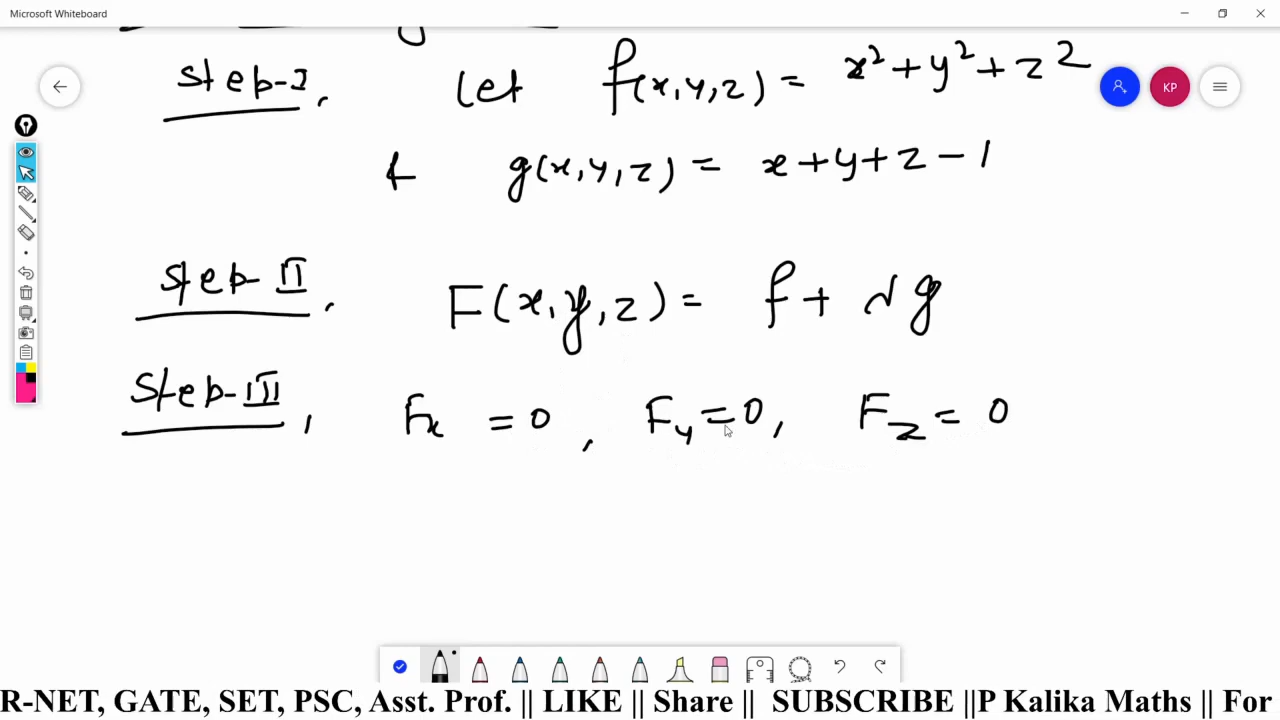 Microsoft Whiteboard
Step-I, Let f(x,y,z) = x²+y²+z²
KP
& g(x,y,z) = x+y+z-1
Step-II, F(x,y,z) = f + λg
Step-III, Fx = 0, Fy = 0, Fz = 0
R-NET, GATE, SET, PSC, Asst. Prof. || LIKE || Share || SUBSCRIBE ||P Kalika Maths || For